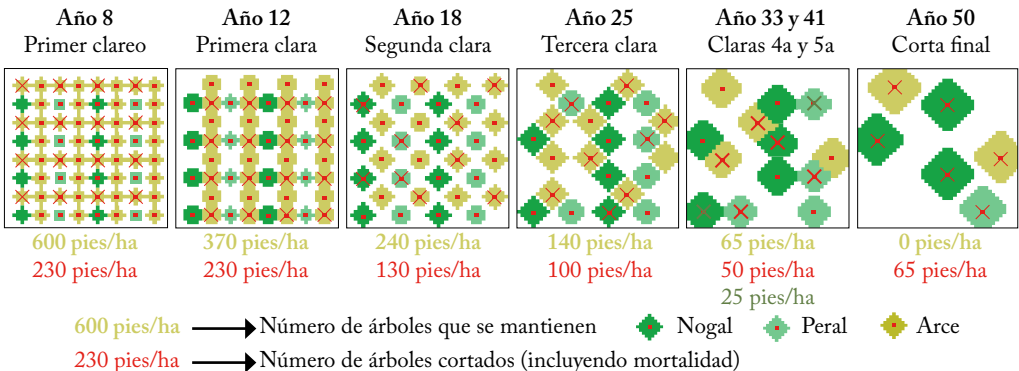 Año 8
Primer clareo
Año 12
Primera clara
Año 18
Segunda clara
Año 25
Tercera clara
Año 33 y 41
Claras 4a y 5a
Año 50
Corta final
600 pies/ha
230 pies/ha
370 pies/ha
230 pies/ha
240 pies/ha
130 pies/ha
140 pies/ha
100 pies/ha
65 pies/ha
50 pies/ha
25 pies/ha
0 pies/ha
65 pies/ha
600 pies/ha Número de árboles que se mantienen
Nogal
Peral
Arce
230 pies/ha Número de árboles cortados (incluyendo mortalidad)